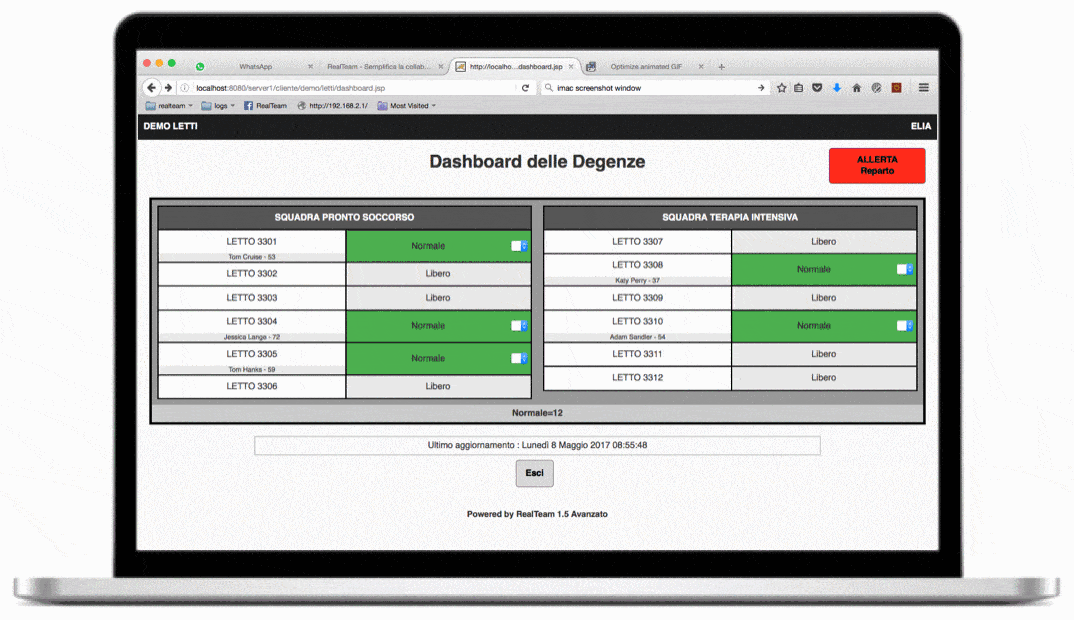 WhatsApp
RealTeam - Semplifica la collab...
http://localho...dashboard.jsp
Optimize animated GIF
localhost:8080/server1/cliente/demo/letti/dashboard.jsp
imac screenshot window
realteam
logs
RealTeam
http://192.168.2.1/
Most Visited
DEMO LETTI
ELIA
Dashboard delle Degenze
ALLERTA
Reparto
SQUADRA PRONTO SOCCORSO
LETTO 3301
Tom Cruise - 53
Normale
LETTO 3302
Libero
LETTO 3303
Libero
LETTO 3304
Jessica Lange - 72
Normale
LETTO 3305
Tom Hanks - 59
Normale
LETTO 3306
Libero
SQUADRA TERAPIA INTENSIVA
LETTO 3307
Libero
LETTO 3308
Katy Perry - 37
Normale
LETTO 3309
Libero
LETTO 3310
Adam Sandler - 54
Normale
LETTO 3311
Libero
LETTO 3312
Libero
Normale=12
Ultimo aggiornamento : Lunedì 8 Maggio 2017 08:55:48
Esci
Powered by RealTeam 1.5 Avanzato